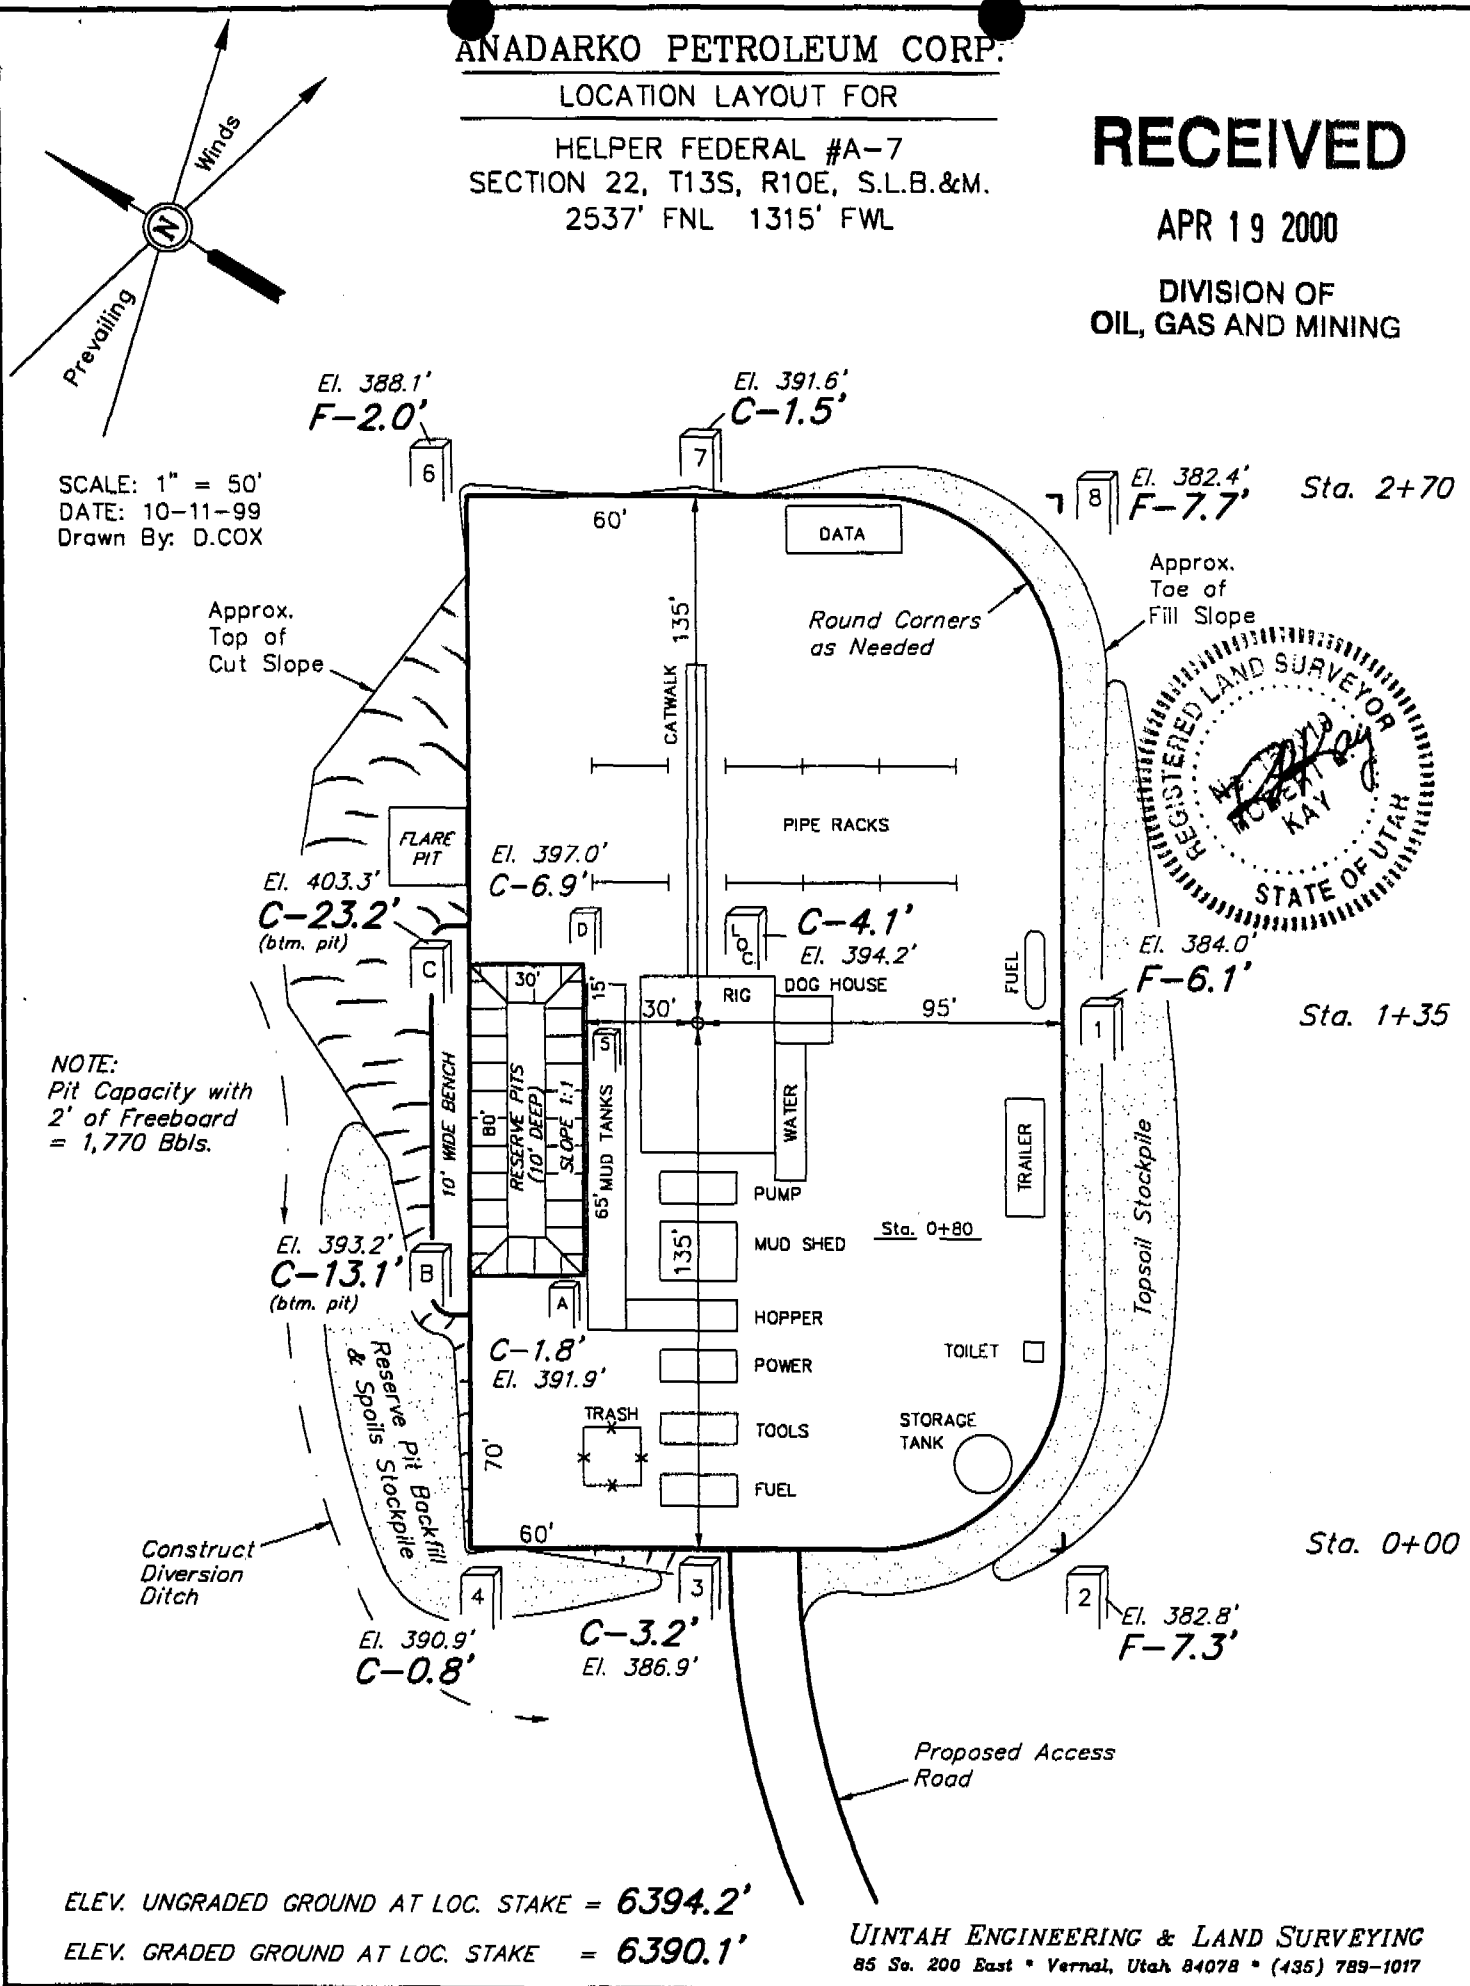 ANADARKO PETROLEUM CORP.
LOCATION LAYOUT FOR
HELPER FEDERAL #A-7
SECTION 22, T13S, R10E, S.L.B.&M.
2537' FNL 1315' FWL
RECEIVED
APR 19 2000
DIVISION OF
OIL, GAS AND MINING
Winds
N
Prevailing
SCALE: 1" = 50'
DATE: 10-11-99
Drawn By: D.COX
El. 388.1'
F-2.0'
6
El. 391.6'
C-1.5'
7
8
El. 382.4'
F-7.7'
Sta. 2+70
60'
DATA
135'
Round Corners
as Needed
Approx.
Toe of
Fill Slope
Approx.
Top of
Cut Slope
REGISTERED LAND SURVEYOR
KAY
STATE OF UTAH
CATWALK
PIPE RACKS
FLARE
PIT
El. 397.0'
C-6.9'
El. 403.3'
C-23.2'
(btm. pit)
C
D
LOC.
C-4.1'
El. 394.2'
El. 384.0'
F-6.1'
1
Sta. 1+35
30'
15'
30'
RIG
DOG HOUSE
95'
FUEL
S
NOTE:
Pit Capacity with
2' of Freeboard
= 1,770 Bbls.
10' WIDE BENCH
80'
RESERVE PITS
(10' DEEP)
SLOPE 1:1
65'
MUD TANKS
WATER
TRAILER
Topsoil Stockpile
PUMP
MUD SHED
135'
Sta. 0+80
El. 393.2'
C-13.1'
(btm. pit)
B
A
HOPPER
C-1.8'
El. 391.9'
POWER
TOILET
Reserve Pit Backfill
& Spoils Stockpile
TRASH
TOOLS
STORAGE
TANK
70'
FUEL
60'
Construct
Diversion
Ditch
Sta. 0+00
4
El. 390.9'
C-0.8'
3
C-3.2'
El. 386.9'
2
El. 382.8'
F-7.3'
Proposed Access
Road
ELEV. UNGRADED GROUND AT LOC. STAKE = 6394.2'
ELEV. GRADED GROUND AT LOC. STAKE = 6390.1'
UINTAH ENGINEERING & LAND SURVEYING
85 So. 200 East * Vernal, Utah 84078 * (435) 789-1017